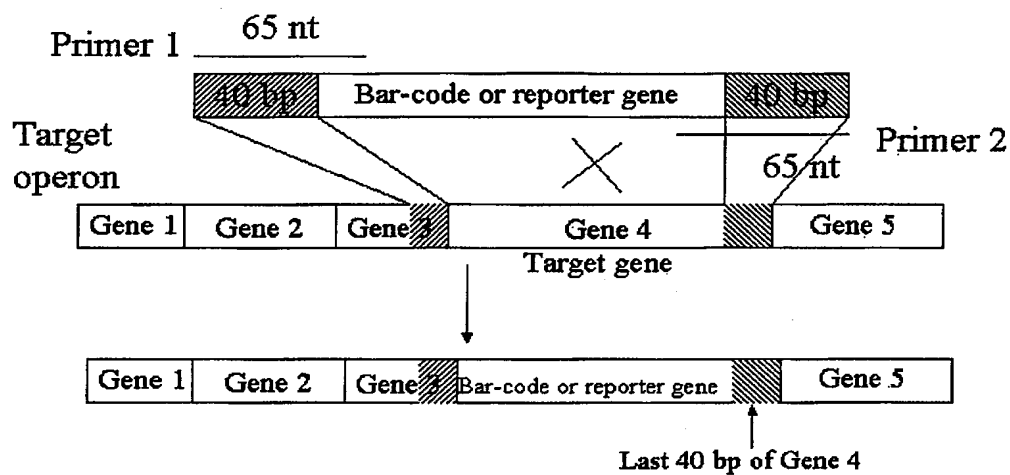 65 nt
Primer 1
40 bp Bar-code or reporter gene 40 bp
Target
operon
Primer 2
65 nt
Gene 1 Gene 2 Gene 3 Gene 4 Gene 5
Target gene
Gene 1 Gene 2 Gene 3 Bar-code or reporter gene Gene 5
Last 40 bp of Gene 4